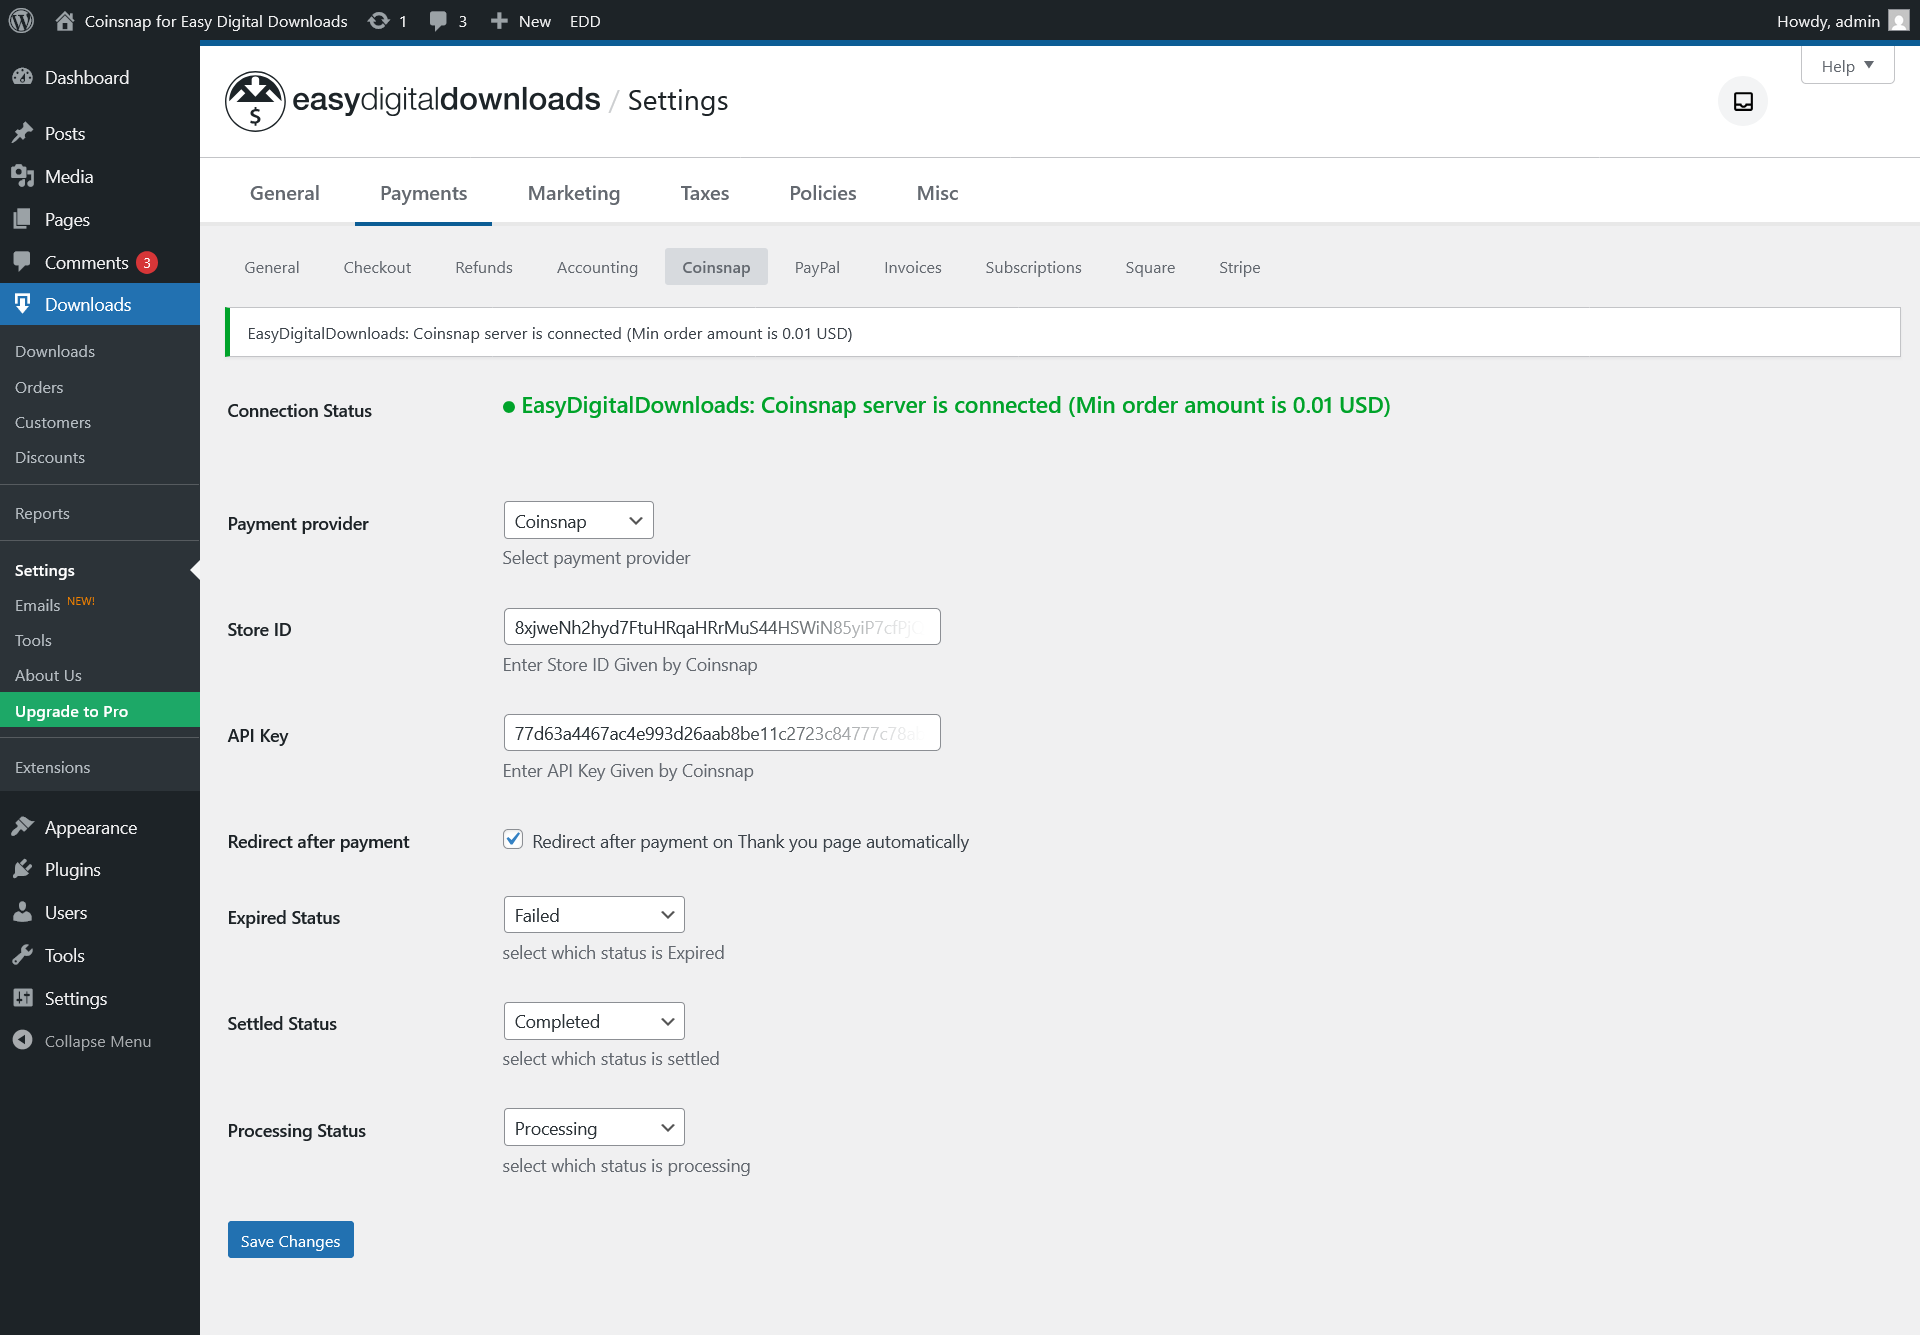 Coinsnap for Easy Digital Downloads 1 3 New EDD Howdy, admin
Dashboard
Posts
Media
Pages
Comments 3
Downloads
Downloads
Orders
Customers
Discounts
Reports
Settings
Emails NEW!
Tools
About Us
Upgrade to Pro
Extensions
Appearance
Plugins
Users
Tools
Settings
Collapse Menu
$ easydigitaldownloads / Settings
Help
General Payments Marketing Taxes Policies Misc
General Checkout Refunds Accounting Coinsnap PayPal Invoices Subscriptions Square Stripe
EasyDigitalDownloads: Coinsnap server is connected (Min order amount is 0.01 USD)
Connection Status
EasyDigitalDownloads: Coinsnap server is connected (Min order amount is 0.01 USD)
Payment provider
Coinsnap
Select payment provider
Store ID
8xjweNh2hyd7FtuHRqaHRrMuS44HSWiN85yiP7cfPj
Enter Store ID Given by Coinsnap
API Key
77d63a4467ac4e993d26aab8be11c2723c84777c78a
Enter API Key Given by Coinsnap
Redirect after payment
Redirect after payment on Thank you page automatically
Expired Status
Failed
select which status is Expired
Settled Status
Completed
select which status is settled
Processing Status
Processing
select which status is processing
Save Changes